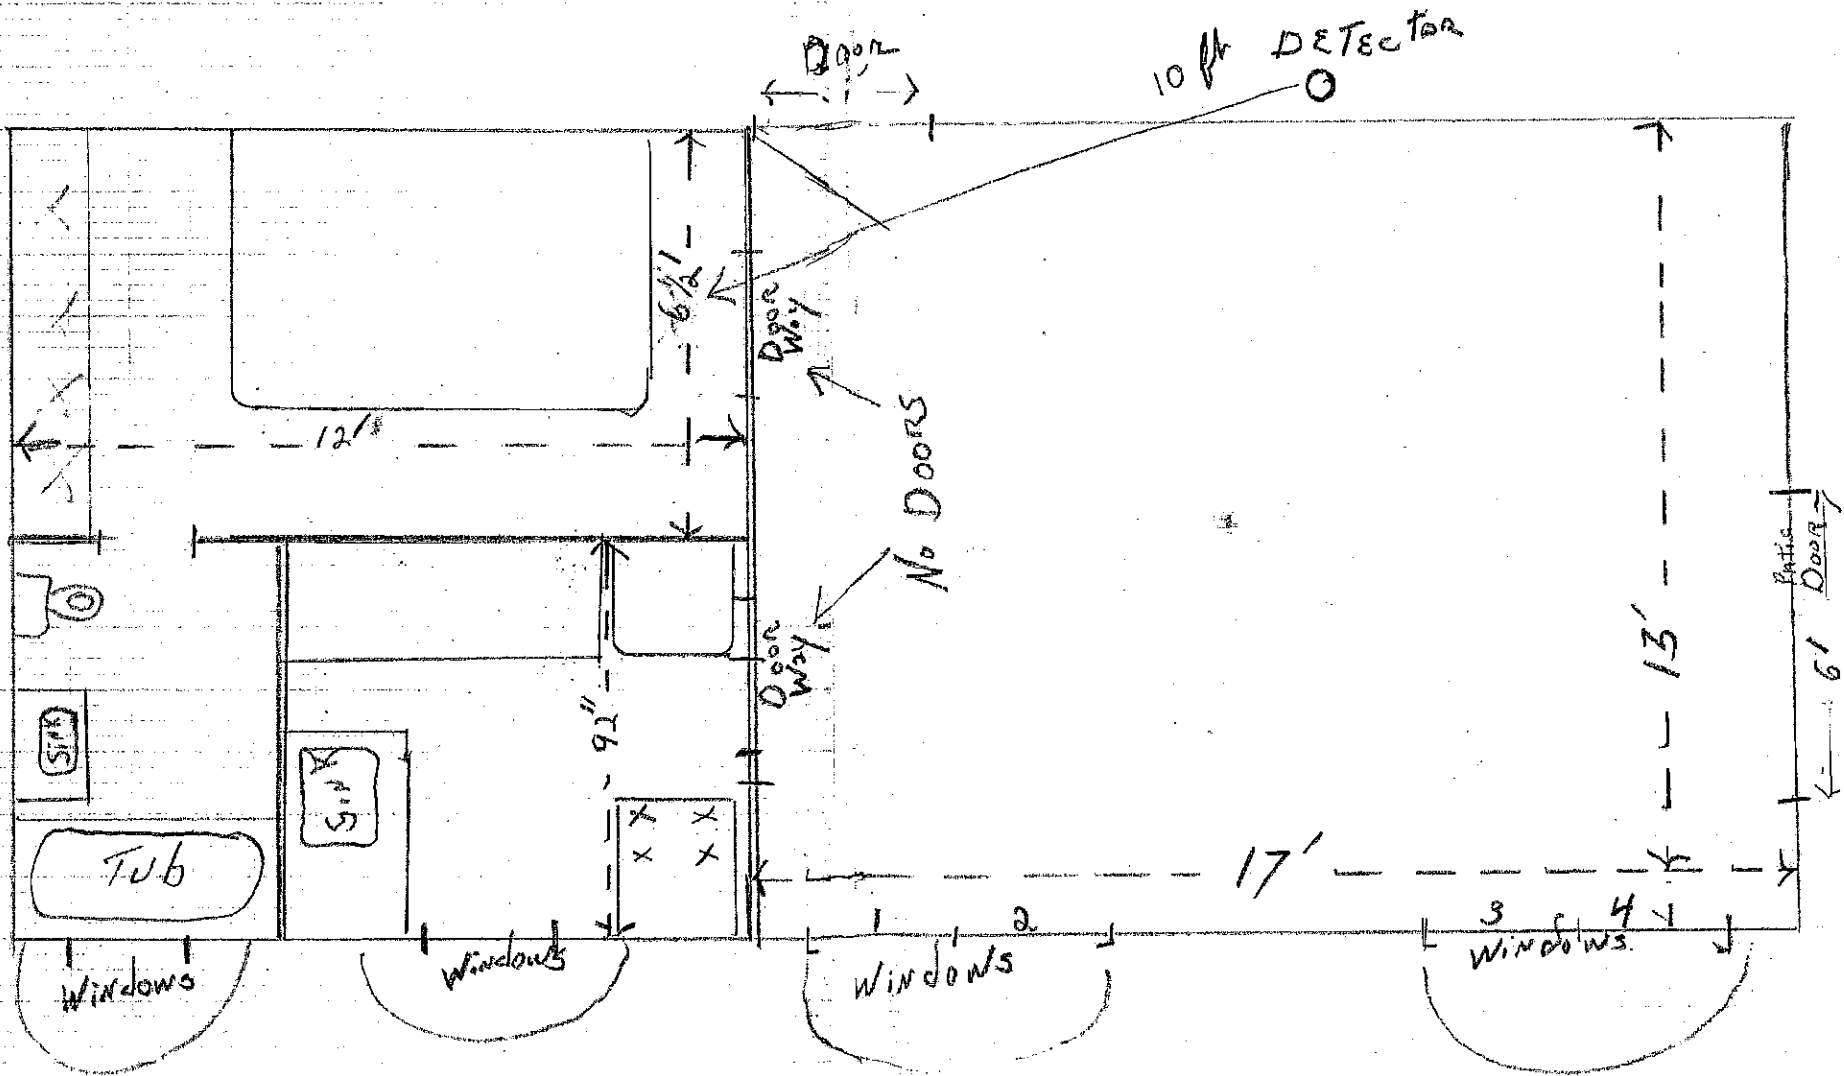 Door
10 ft DETECTOR
6 1/2'
Door
Way
12'
No DOORS
Patio
Door
13'
6'
Door
Way
92"
Sink
Sink
Tub
17'
1
2
3
4
Windows
Windows
Windows
Windows